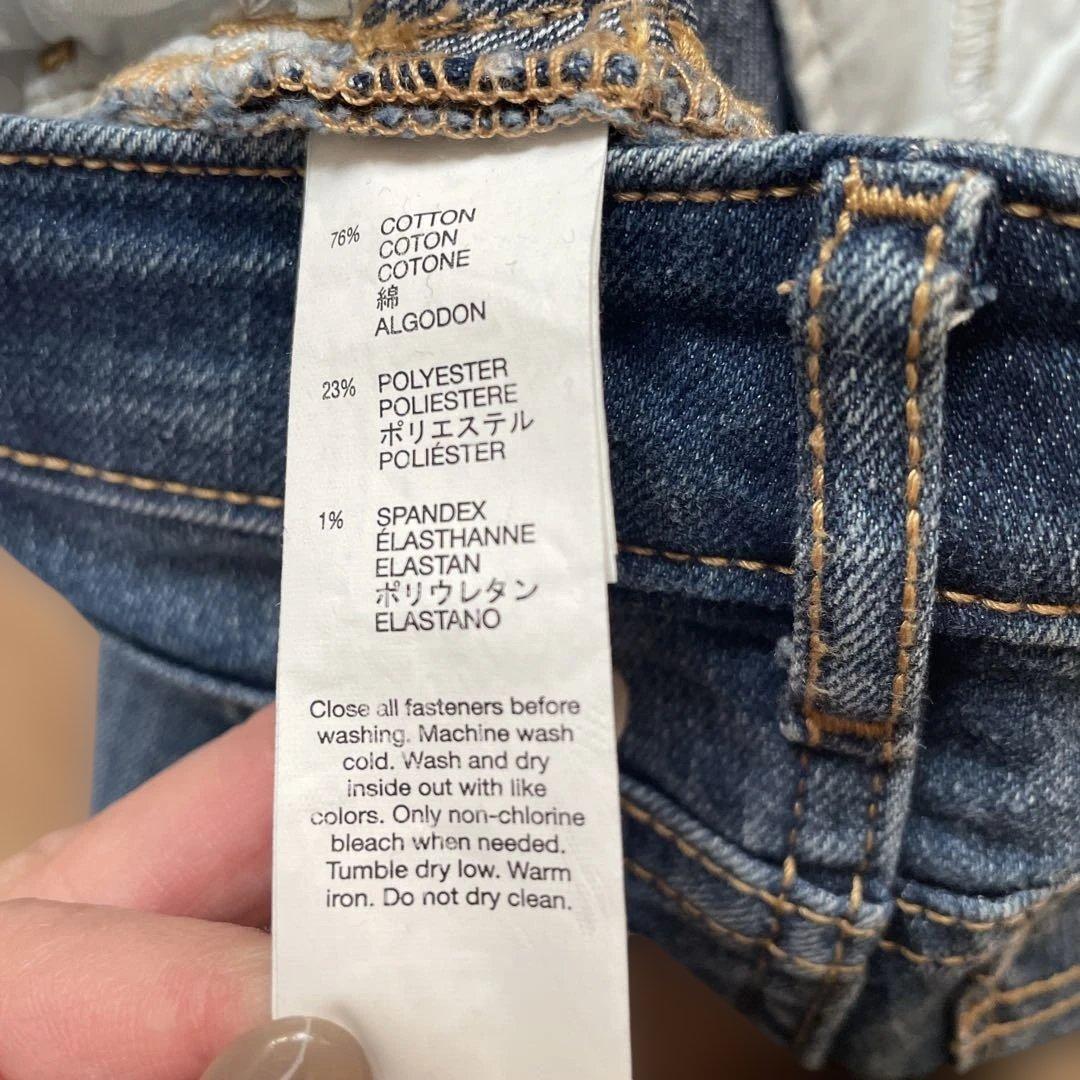 76% COTTON
COTON
COTONE
綿
ALGODON
23% POLYESTER
POLIESTERE
ポリエステル
POLIÉSTER
1% SPANDEX
ÉLASTHANNE
ELASTAN
ポリウレタン
ELASTANO
Close all fasteners before
washing. Machine wash
cold. Wash and dry
inside out with like
colors. Only non-chlorine
bleach when needed.
Tumble dry low. Warm
iron. Do not dry clean.